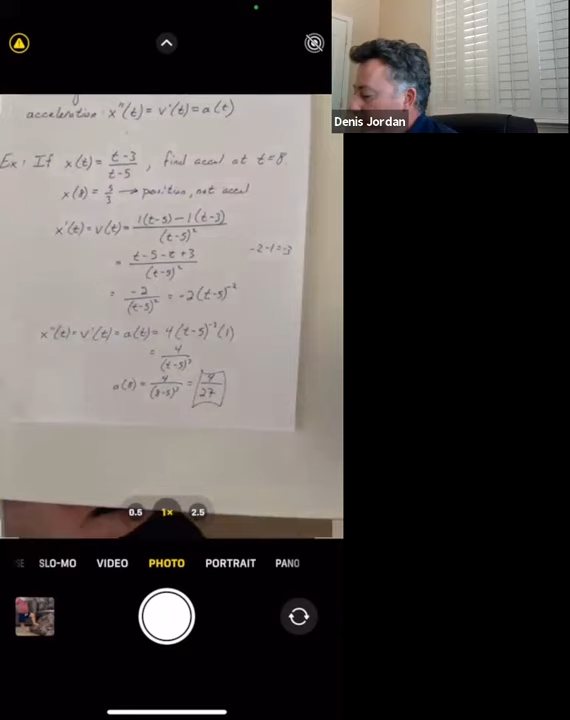 acceleration: x"(t) = v'(t) = a(t)
Ex: If x(t) = t-3/t-5, find accel at t=8.
x(8) = 5/3 → position, not accel
x'(t) = v(t) = 1(t-5)-1(t-3)/(t-5)²
-2-1=-3
= t-5-t+3/(t-5)²
= -2/(t-5)² = -2(t-5)⁻²
x"(t) = v'(t) = a(t) = 4(t-5)⁻³(1)
= 4/(t-5)³
a(8) = 4/(8-5)³ = 4/27
Denis Jordan
0.5 1× 2.5
SLO-MO VIDEO PHOTO PORTRAIT PANO